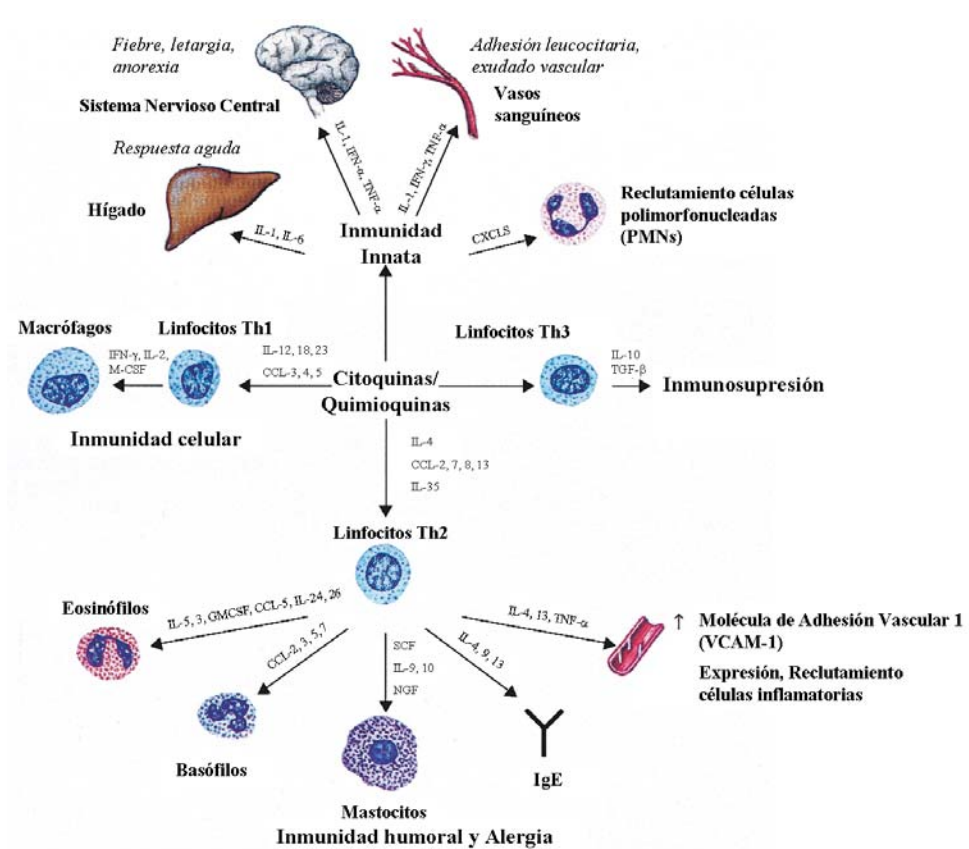 Fiebre, letargia,
anorexia
Sistema Nervioso Central
Adhesión leucocitaria,
exudado vascular
Vasos
sanguíneos
Respuesta aguda
Hígado
IL-1, IFN-α, TNF-α
IL-1, IFN-γ, TNF-α
IL-1, IL-6
Inmunidad
Innata
CXCLS
Reclutamiento células
polimorfonucleadas
(PMNs)
Macrófagos
Linfocitos Th1
IFN-γ, IL-2,
M-CSF
IL-12, 18, 23
CCL-3, 4, 5
Inmunidad celular
Citoquinas/
Quimioquinas
Linfocitos Th3
IL-10
TGF-β
Inmunosupresión
IL-4
CCL-2, 7, 8, 13
IL-35
Linfocitos Th2
Eosinófilos
IL-5, 3, GMCSF, CCL-5, IL-24, 26
CCL-2, 3, 5,7
Basófilos
SCF
IL-9, 10
NGF
Mastocitos
IL-4, 9, 13
IgE
IL-4, 13, TNF-α
↑ Molécula de Adhesión Vascular 1
(VCAM-1)
Expresión, Reclutamiento
células inflamatorias
Inmunidad humoral y Alergia